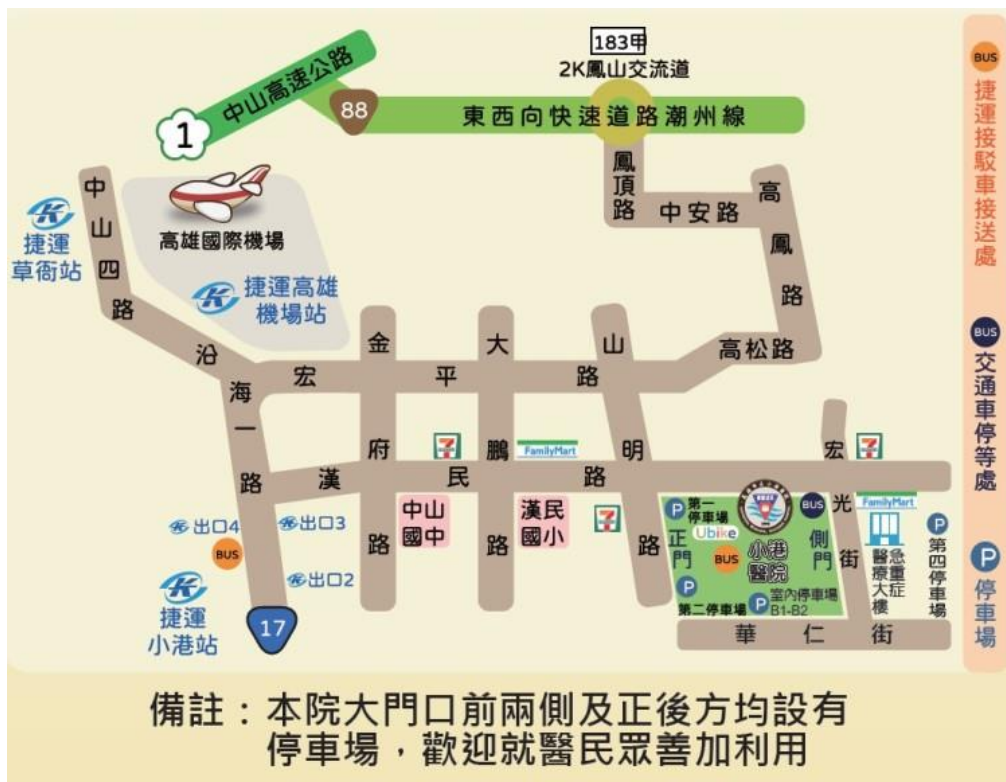 183甲
2K鳳山交流道
中山高速公路
1
88
東西向快速道路潮州線
鳳頂路
中安路
高鳳路
高松路
中山四路
捷運
草衙站
高雄國際機場
捷運高雄
機場站
沿海一路
宏平路
金府路
大鵬路
山明路
漢民路
7
FamilyMart
宏光街
7
中山
國中
漢民
國小
7
P
第一
停車場
Ubike
正門
BUS
小港
醫院
BUS
側門
FamilyMart
急重症
醫療大樓
P
第四停車場
P
第二停車場
P
室內停車場
B1-B2
華仁街
出口4
出口3
BUS
出口2
捷運
小港站
17
BUS
捷運接駁車接送處
BUS
交通車停等處
P
停車場
備註：本院大門口前兩側及正後方均設有
停車場，歡迎就醫民眾善加利用